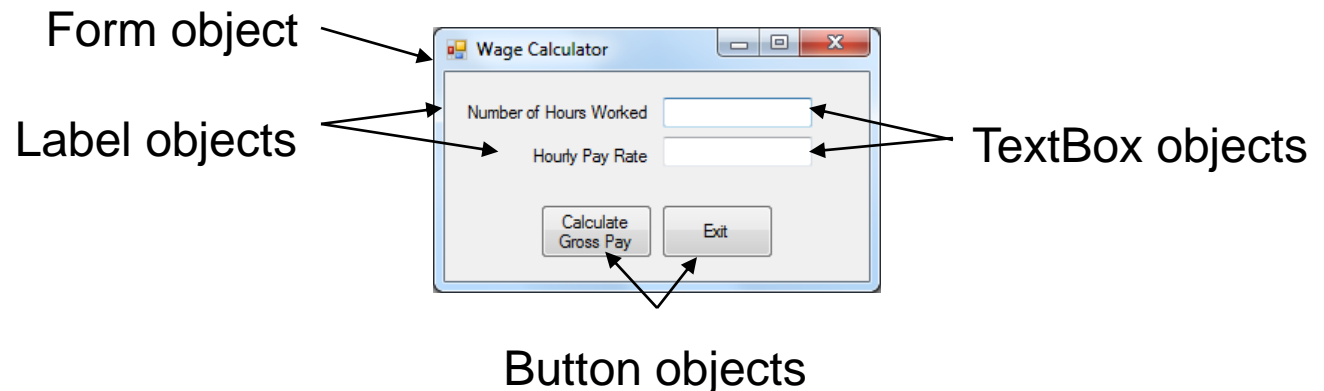 Form object
Wage Calculator
Number of Hours Worked
Label objects
Hourly Pay Rate
TextBox objects
Calculate
Gross Pay
Exit
Button objects